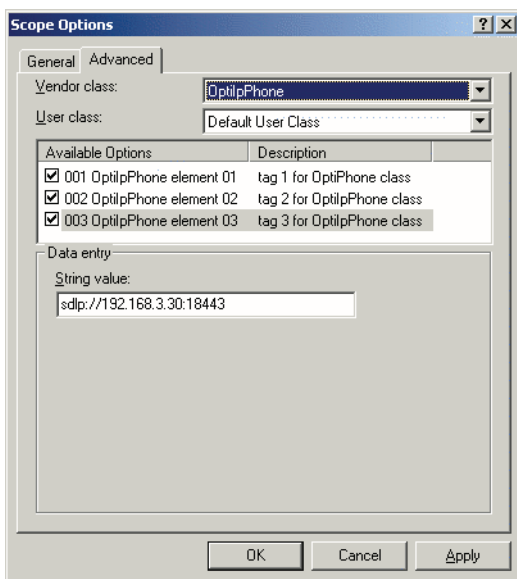 Scope Options
General Advanced
Vendor class: OptiIpPhone
User class: Default User Class
Available Options Description
001 OptiIpPhone element 01 tag 1 for OptiPhone class
002 OptiIpPhone element 02 tag 2 for OptiIpPhone class
003 OptiIpPhone element 03 tag 3 for OptiIpPhone class
Data entry
String value:
sdlp://192.168.3.30:18443
OK Cancel Apply